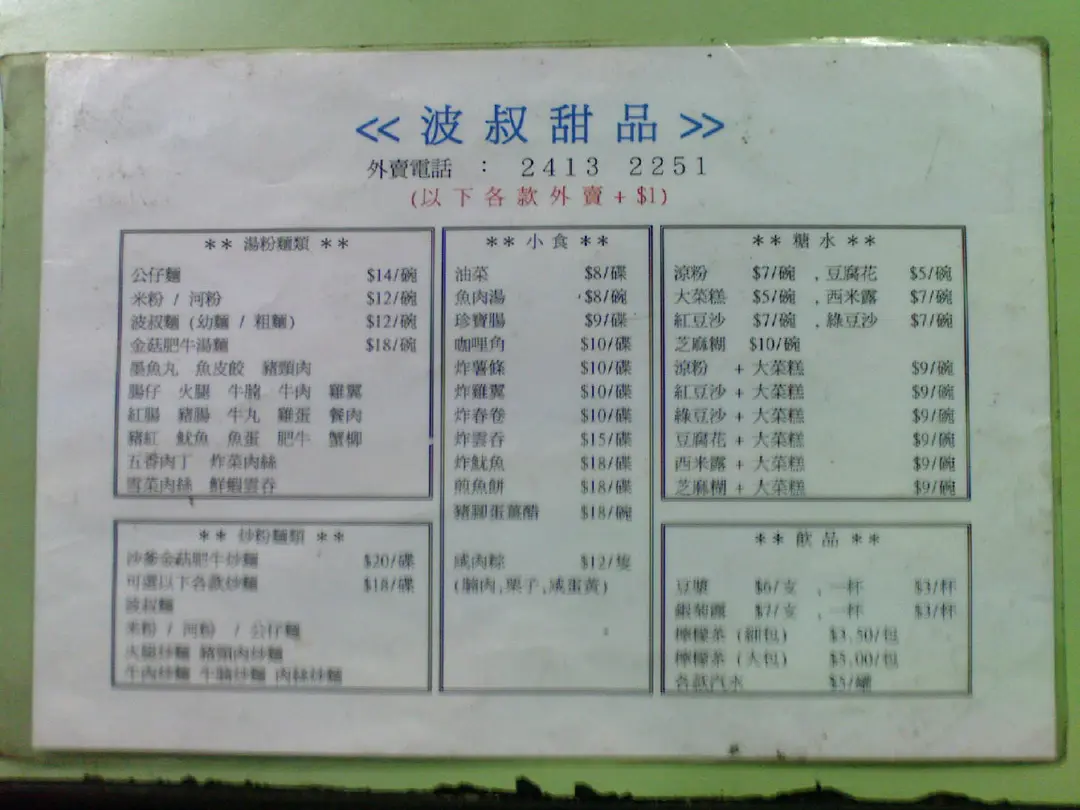 << 波叔甜品 >>
外賣電話 : 2413 2251
(以下各款外賣+$1)
** 湯粉麵類 **
公仔麵 $14/碗
米粉 / 河粉 $12/碗
波叔麵 (幼麵 / 粗麵) $12/碗
金菇肥牛湯麵 $18/碗
墨魚丸 魚皮餃 豬頸肉
腸仔 火腿 牛腩 牛肉 雞翼
紅腸 豬腸 牛丸 雞蛋 餐肉
豬紅 魷魚 魚蛋 肥牛 蟹柳
五香肉丁 炸菜肉絲
雪菜肉絲 鮮蝦雲吞
** 炒粉麵類 **
沙爹金菇肥牛炒麵 $20/碟
可選以下各款炒麵 $18/碟
波叔麵
米粉 / 河粉 / 公仔麵
火腿炒麵 豬頸肉炒麵
牛肉炒麵 牛腩炒麵 肉絲炒麵
** 小食 **
油菜 $8/碟
魚肉湯 $8/碗
珍寶腸 $9/碟
咖哩角 $10/碟
炸薯條 $10/碟
炸雞翼 $10/碟
炸春卷 $10/碟
炸雲吞 $15/碟
炸魷魚 $18/碟
煎魚餅 $18/碟
豬腳蛋薑醋 $18/碗
咸肉粽 $12/隻
(腩肉,栗子,咸蛋黃)
** 糖水 **
涼粉 $7/碗 , 豆腐花 $5/碗
大菜糕 $5/碗 , 西米露 $7/碗
紅豆沙 $7/碗 , 綠豆沙 $7/碗
芝麻糊 $10/碗
涼粉 + 大菜糕 $9/碗
紅豆沙 + 大菜糕 $9/碗
綠豆沙 + 大菜糕 $9/碗
豆腐花 + 大菜糕 $9/碗
西米露 + 大菜糕 $9/碗
芝麻糊 + 大菜糕 $9/碗
** 飲品 **
豆漿 $6/支 , 一杯 $3/杯
銀菊露 $7/支 , 一杯 $3/杯
檸檬茶 (細包) $3.50/包
檸檬茶 (大包) $5.00/包
各款汽水 $5/罐